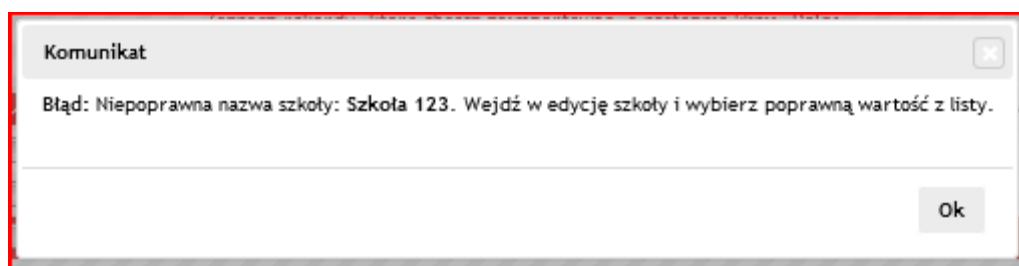 Komunikat
Błąd: Niepoprawna nazwa szkoły: Szkoła 123. Wejdź w edycję szkoły i wybierz poprawną wartość z listy.
Ok